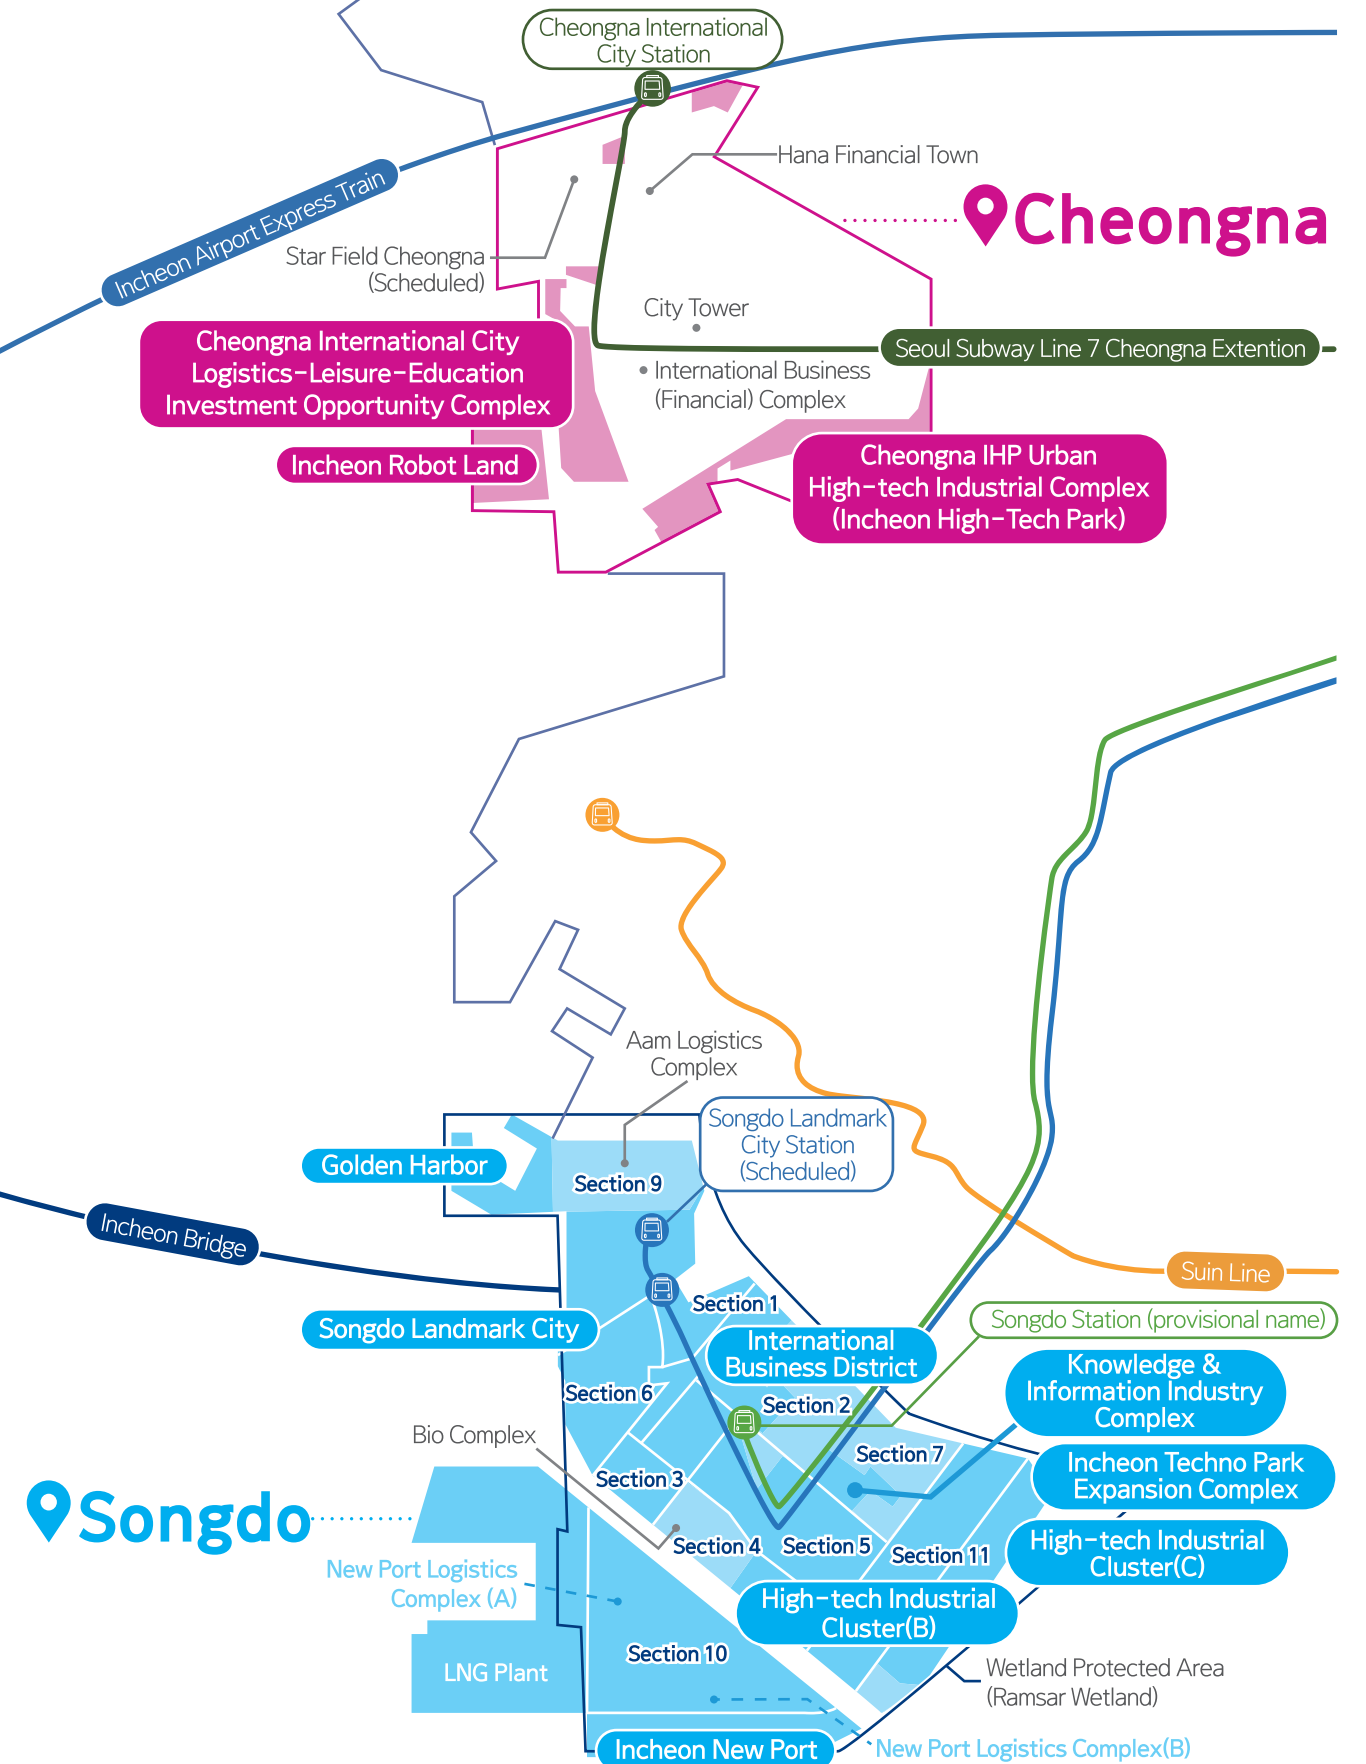 Cheongna International
City Station
Hana Financial Town
Incheon Airport Express Train
Cheongna
Star Field Cheongna
(Scheduled)
City Tower
Cheongna International City
Logistics-Leisure-Education
Investment Opportunity Complex
Seoul Subway Line 7 Cheongna Extention
International Business
(Financial) Complex
Incheon Robot Land
Cheongna IHP Urban
High-tech Industrial Complex
(Incheon High-Tech Park)
Aam Logistics
Complex
Songdo Landmark
City Station
(Scheduled)
Golden Harbor
Section 9
Incheon Bridge
Suin Line
Section 1
Songdo Landmark City
Songdo Station (provisional name)
International
Business District
Knowledge &
Information Industry
Complex
Section 6
Section 2
Bio Complex
Section 7
Incheon Techno Park
Expansion Complex
Section 3
Songdo
Section 4
Section 5
Section 11
High-tech Industrial
Cluster(C)
New Port Logistics
Complex (A)
High-tech Industrial
Cluster(B)
Section 10
LNG Plant
Wetland Protected Area
(Ramsar Wetland)
Incheon New Port
New Port Logistics Complex(B)